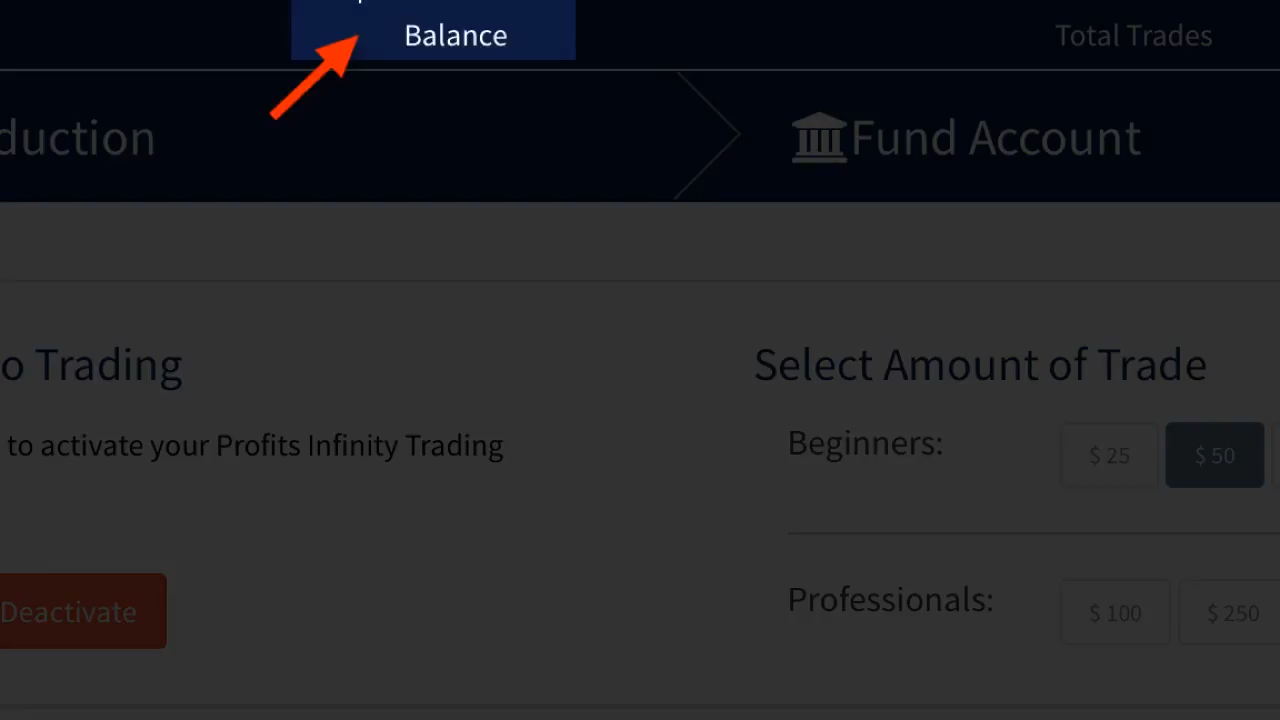 Balance
Total Trades
duction
Fund Account
o Trading
Select Amount of Trade
to activate your Profits Infinity Trading
Beginners:
$ 25
$ 50
Deactivate
Professionals:
$ 100
$ 250